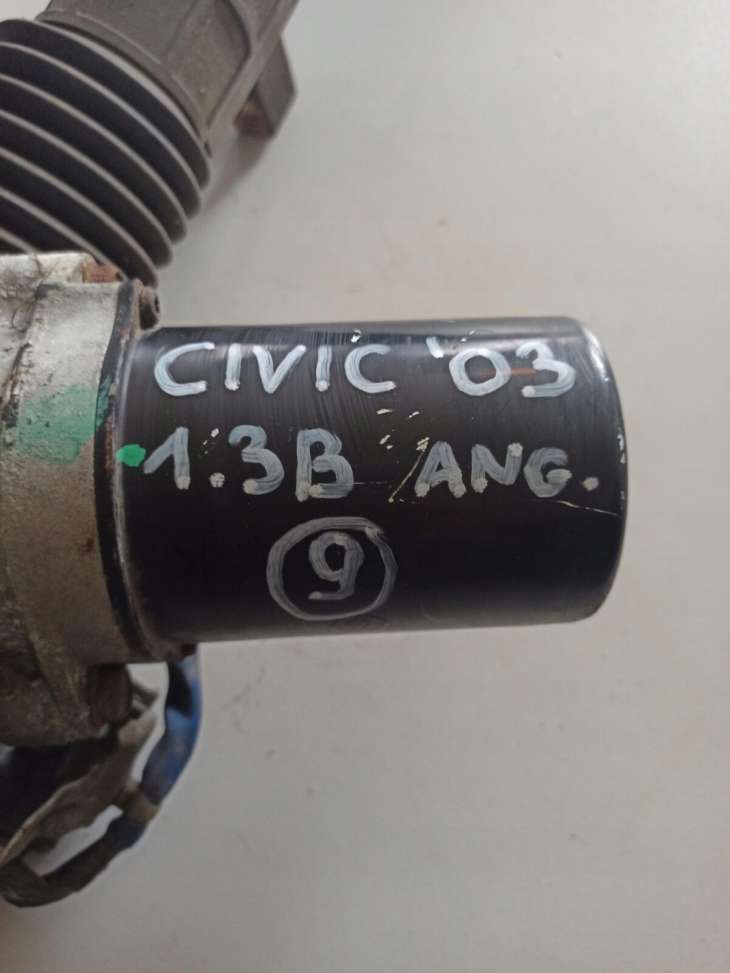 CIVIC '03
1.3B ANG.
9